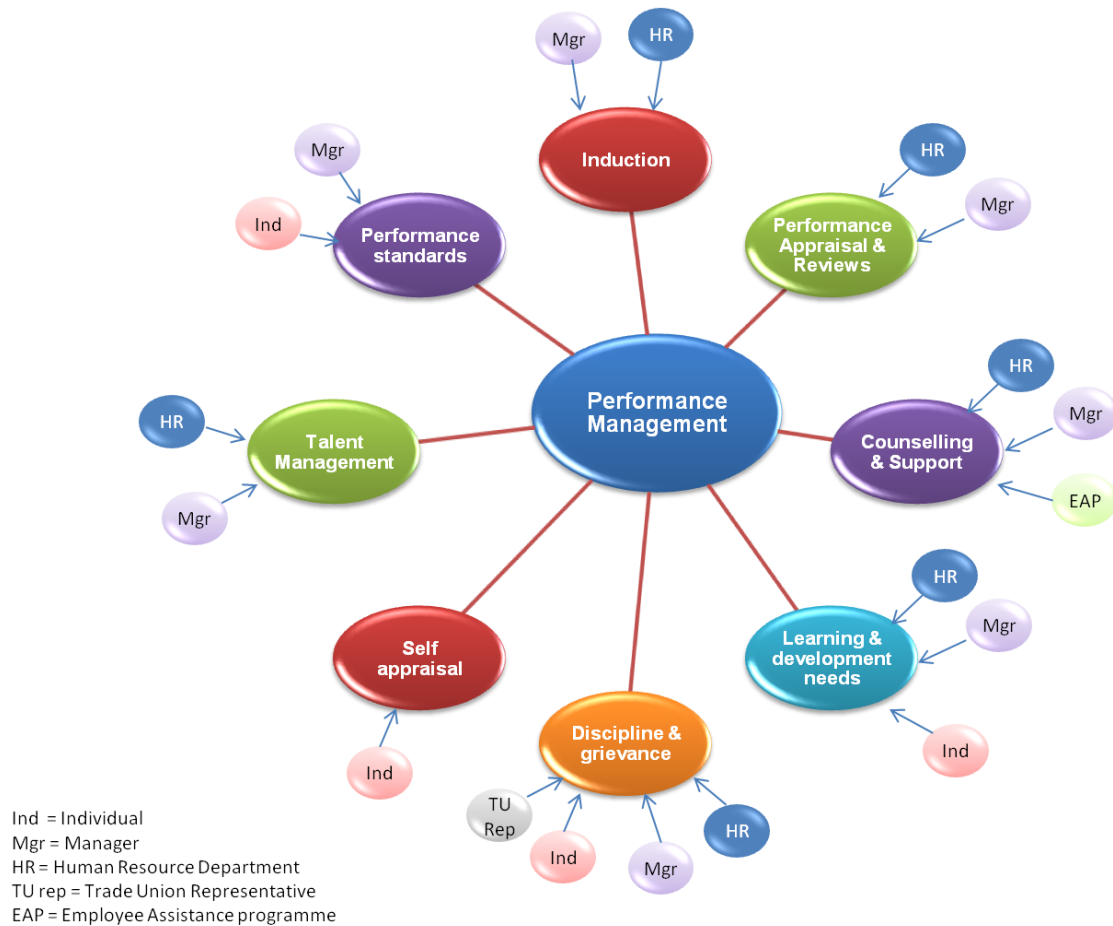 Mgr
HR
Induction
HR
Performance
Appraisal &
Reviews
Mgr
Mgr
Ind
Performance
standards
Performance
Management
HR
Counselling
& Support
Mgr
EAP
HR
Talent
Management
Mgr
HR
Learning &
development
needs
Mgr
Ind
Self
appraisal
Ind
Discipline &
grievance
TU
Rep
Ind
Mgr
HR
Ind = Individual
Mgr = Manager
HR = Human Resource Department
TU rep = Trade Union Representative
EAP = Employee Assistance programme